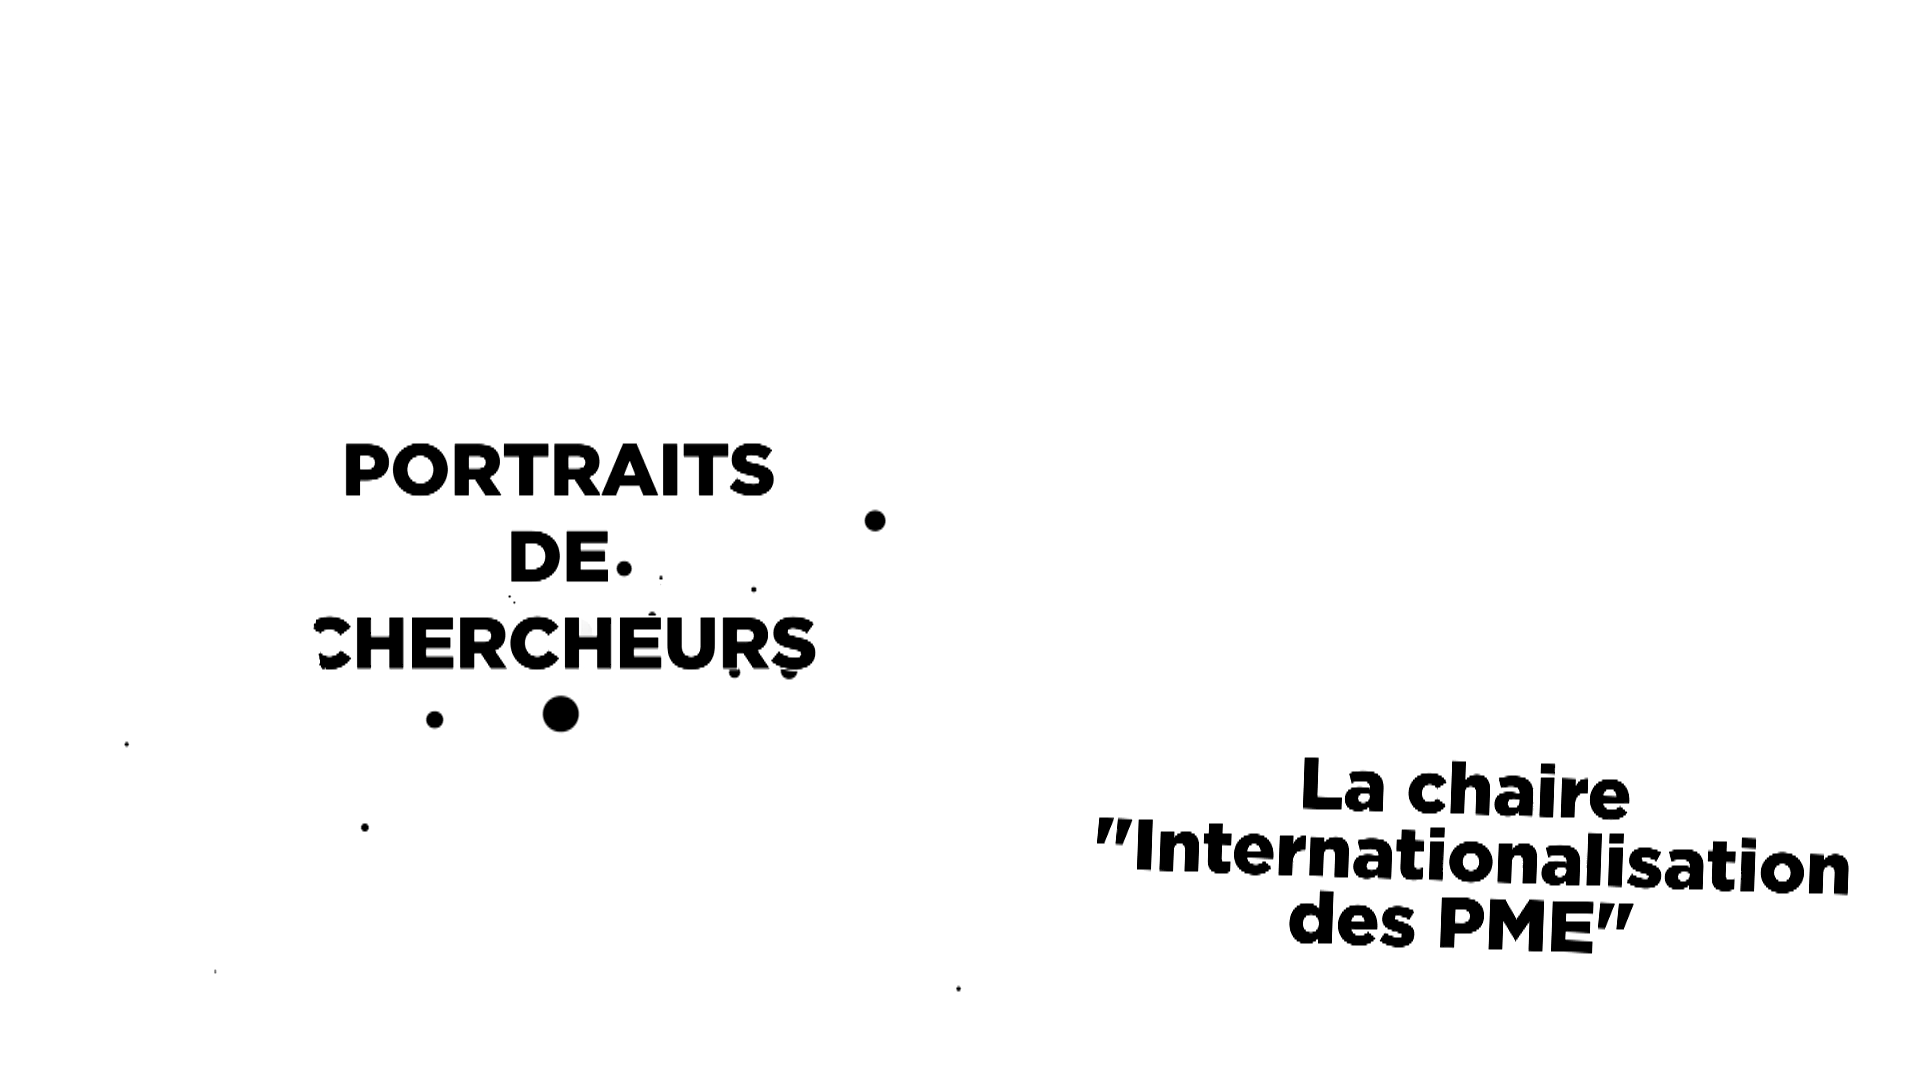 PORTRAITS
DE
CHERCHEURS
La chaire
"Internationalisation
des PME"